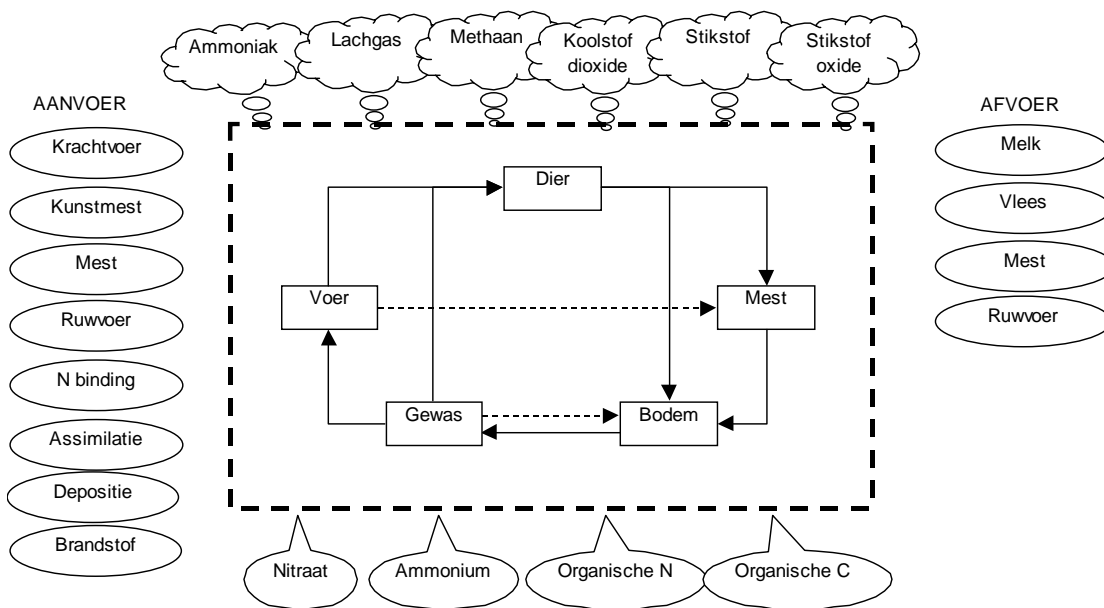 Ammoniak
Lachgas
Methaan
Koolstof
dioxide
Stikstof
Stikstof
oxide
AANVOER
Krachtvoer
Kunstmest
Mest
Ruwvoer
N binding
Assimilatie
Depositie
Brandstof
Dier
Voer
Mest
Gewas
Bodem
AFVOER
Melk
Vlees
Mest
Ruwvoer
Nitraat
Ammonium
Organische N
Organische C